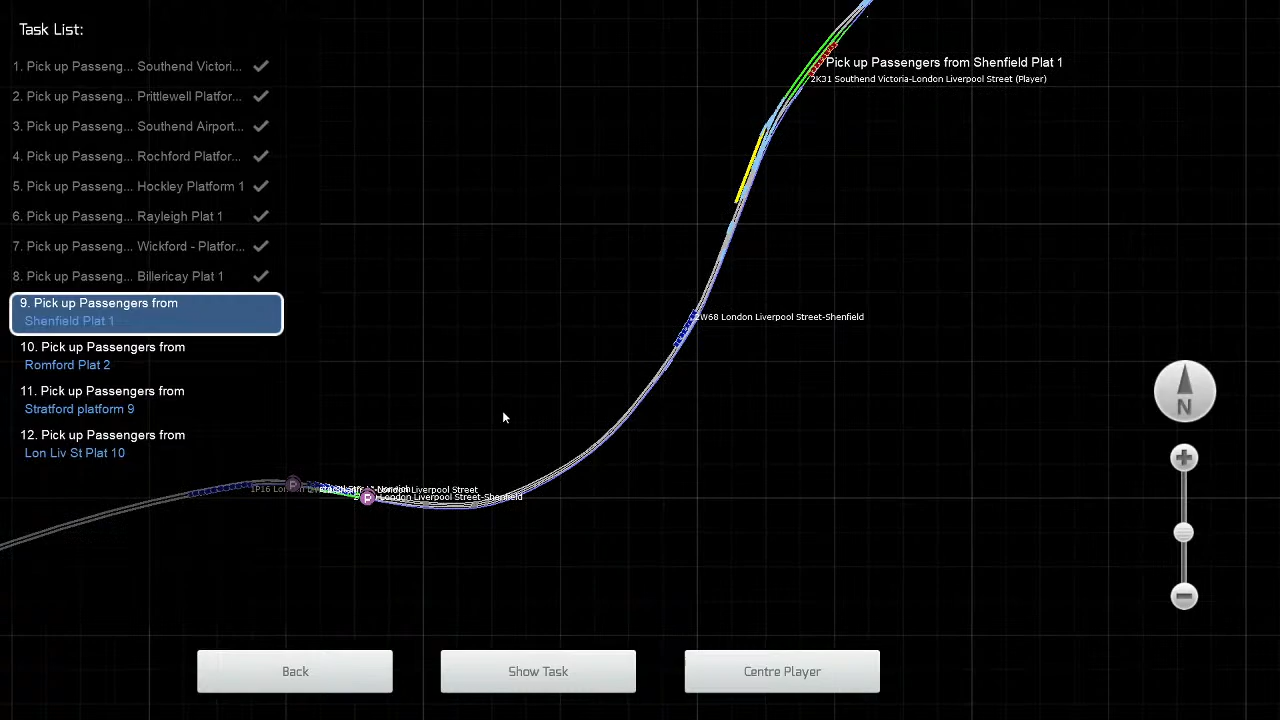 Task List:
1. Pick up Passeng... Southend Victori...
2. Pick up Passeng... Prittlewell Platfor...
3. Pick up Passeng... Southend Airport...
4. Pick up Passeng... Rochford Platfor...
5. Pick up Passeng... Hockley Platform 1
6. Pick up Passeng... Rayleigh Plat 1
7. Pick up Passeng... Wickford - Platfor...
8. Pick up Passeng... Billericay Plat 1
9. Pick up Passengers from
Shenfield Plat 1
10. Pick up Passengers from
Romford Plat 2
11. Pick up Passengers from
Stratford platform 9
12. Pick up Passengers from
Lon Liv St Plat 10
Pick up Passengers from Shenfield Plat 1
2K31 Southend Victoria-London Liverpool Street (Player)
2W68 London Liverpool Street-Shenfield
P
1P16
Liverpool Street
P
London Liverpool Street-Shenfield
N
Back
Show Task
Centre Player